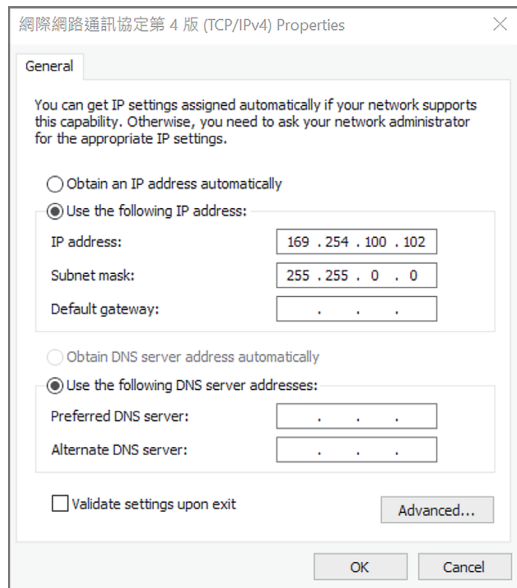 網際網路通訊協定第 4 版 (TCP/IPv4) Properties
General
You can get IP settings assigned automatically if your network supports
this capability. Otherwise, you need to ask your network administrator
for the appropriate IP settings.
Obtain an IP address automatically
Use the following IP address:
IP address: 169 . 254 . 100 . 102
Subnet mask: 255 . 255 . 0 . 0
Default gateway: . . .
Obtain DNS server address automatically
Use the following DNS server addresses:
Preferred DNS server: . . .
Alternate DNS server: . . .
Validate settings upon exit
Advanced...
OK Cancel